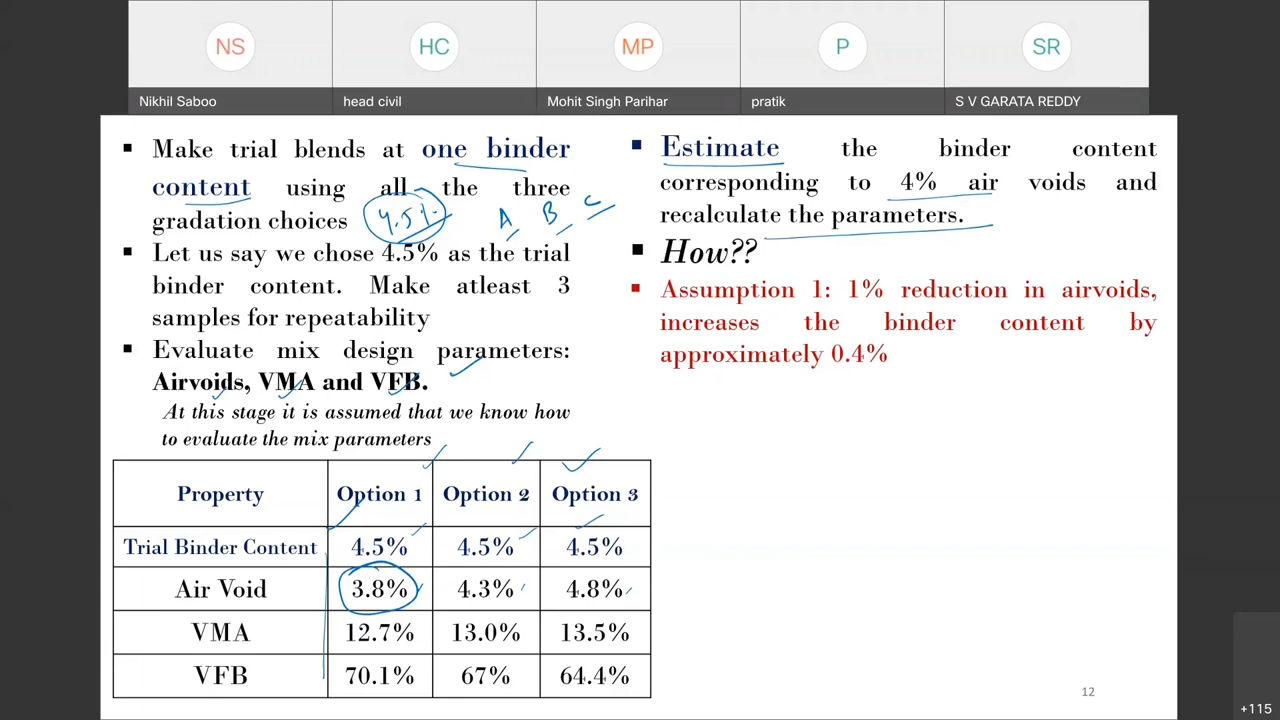 NS
HC
MP
P
SR
Nikhil Saboo
head civil
Mohit Singh Parihar
pratik
S V GARATA REDDY
Make trial blends at one binder
content using all the three
gradation choices 4.5% A B C
Let us say we chose 4.5% as the trial
binder content. Make atleast 3
samples for repeatability
Evaluate mix design parameters:
Airvoids, VMA and VFB.
At this stage it is assumed that we know how
to evaluate the mix parameters
Property Option 1 Option 2 Option 3
Trial Binder Content 4.5% 4.5% 4.5%
Air Void 3.8% 4.3% 4.8%
VMA 12.7% 13.0% 13.5%
VFB 70.1% 67% 64.4%
Estimate the binder content
corresponding to 4% air voids and
recalculate the parameters.
How??
Assumption 1: 1% reduction in airvoids,
increases the binder content by
approximately 0.4%
12
+115